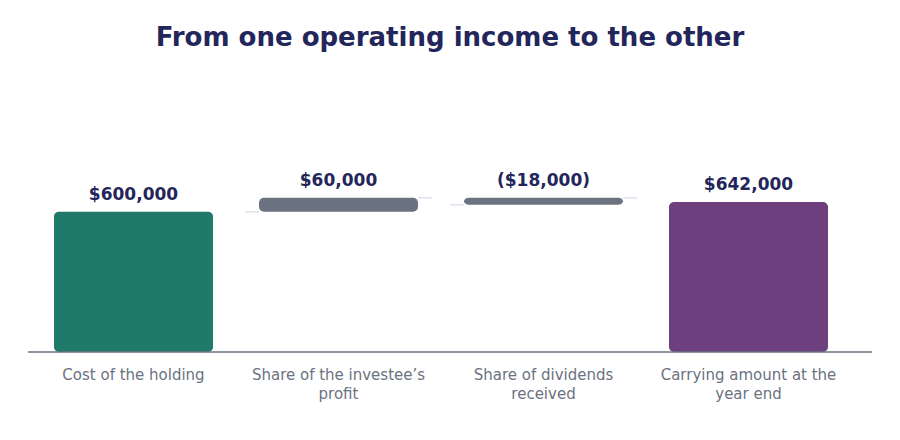 From one operating income to the other
$600,000
$60,000
($18,000)
$642,000
Cost of the holding
Share of the investee’s
profit
Share of dividends
received
Carrying amount at the
year end